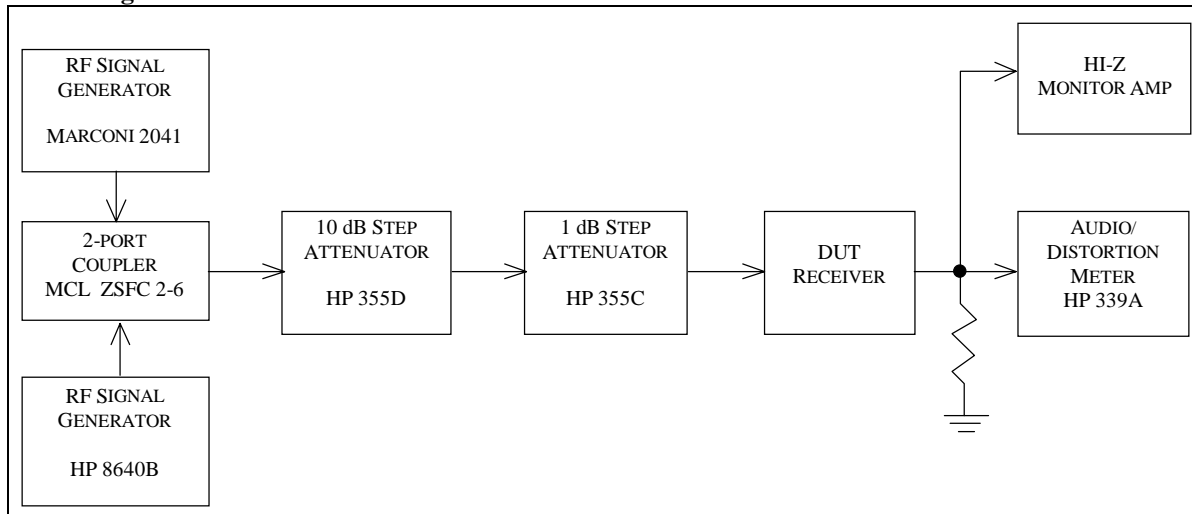 RF SIGNAL
GENERATOR
MARCONI 2041
2-PORT
COUPLER
MCL ZSFC 2-6
RF SIGNAL
GENERATOR
HP 8640B
10 dB STEP
ATTENUATOR
HP 355D
1 dB STEP
ATTENUATOR
HP 355C
DUT
RECEIVER
HI-Z
MONITOR AMP
AUDIO/
DISTORTION
METER
HP 339A